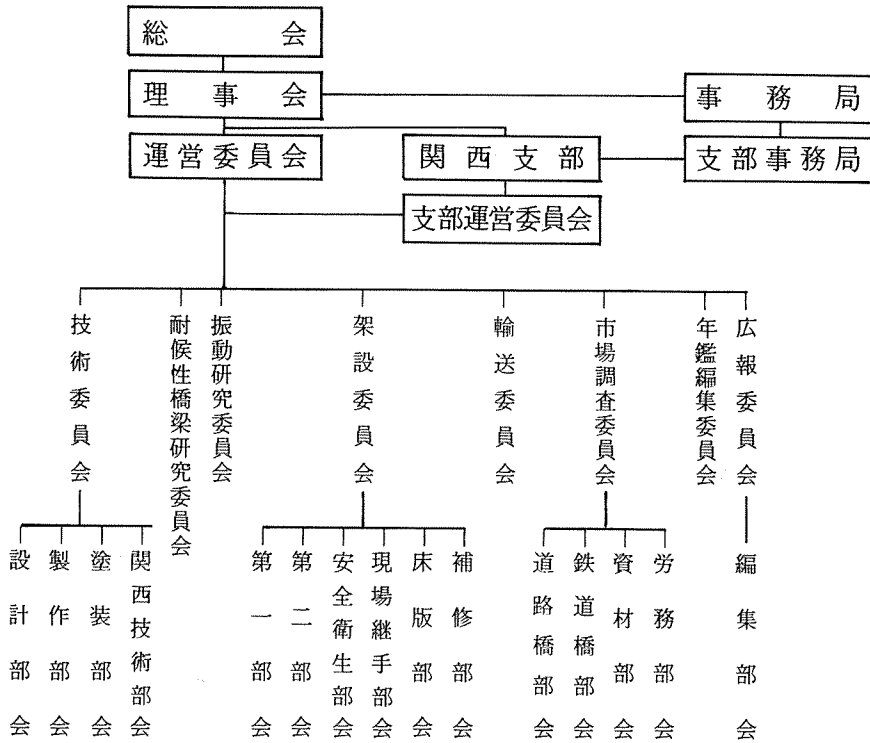 総会
理事会
事務局
運営委員会
関西支部
支部事務局
支部運営委員会
技術委員会
耐候性橋梁研究委員会
振動研究委員会
架設委員会
輸送委員会
市場調査委員会
年鑑編集委員会
広報委員会
設計部会
製作部会
塗装部会
関西技術部会
第一部会
第二部会
安全衛生部会
現場継手部会
床版部会
補修部会
道路橋部会
鉄道橋部会
資材部会
労務部会
編集部会